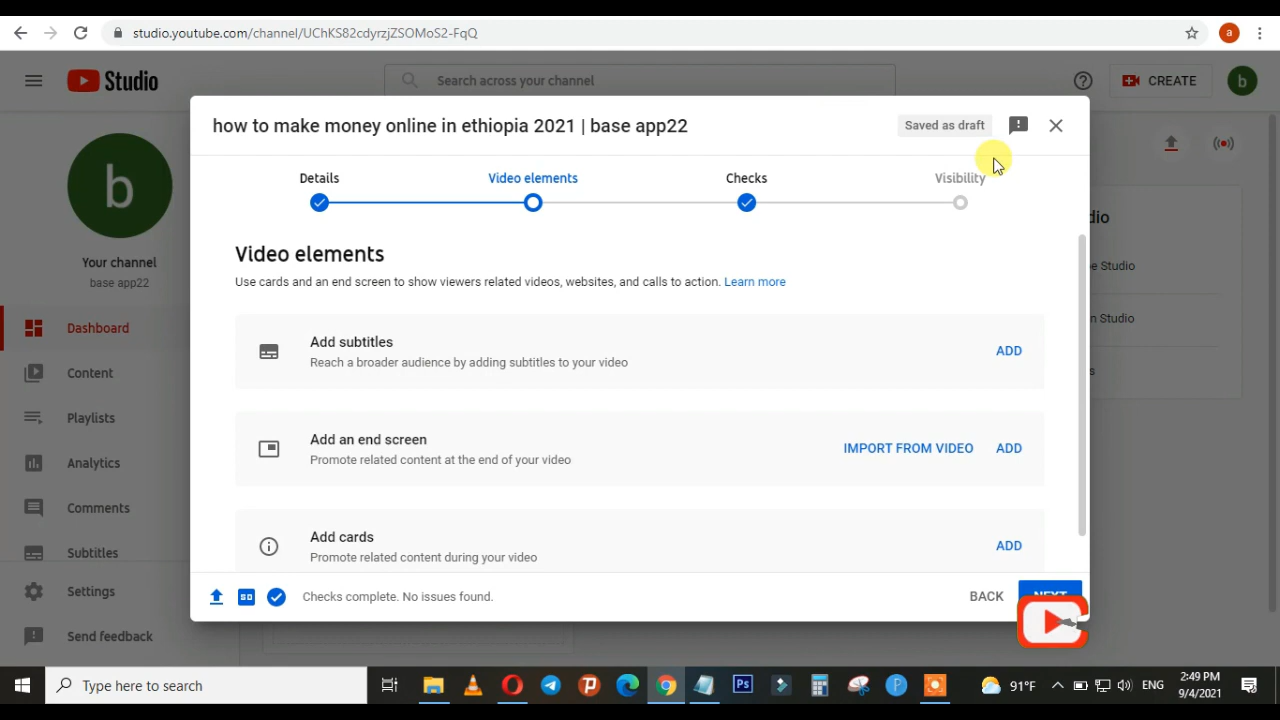 studio.youtube.com/channel/UChKS82cdyrzjZSOMoS2-FqQ
a
Studio
Search across your channel
CREATE
b
how to make money online in ethiopia 2021 | base app22
Saved as draft
b
Details
Video elements
Checks
Visibility
dio
Your channel
base app22
Video elements
Use cards and an end screen to show viewers related videos, websites, and calls to action. Learn more
e Studio
n Studio
s
Dashboard
Content
Playlists
Analytics
Comments
Subtitles
Settings
Send feedback
Add subtitles
Reach a broader audience by adding subtitles to your video
ADD
Add an end screen
Promote related content at the end of your video
IMPORT FROM VIDEO
ADD
Add cards
Promote related content during your video
ADD
SD
Checks complete. No issues found.
BACK
NEXT
Type here to search
Ps
91°F
ENG
2:49 PM
9/4/2021